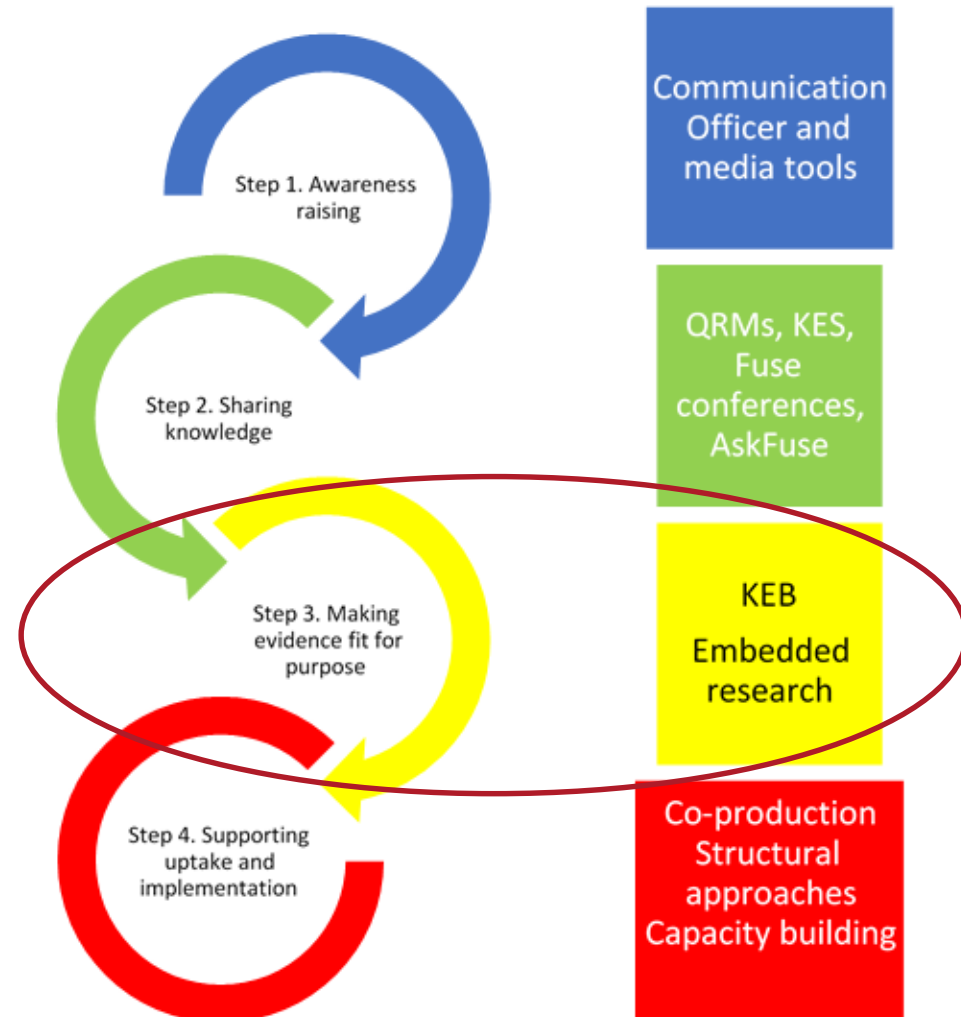 Step 1. Awareness
raising
Communication
Officer and
media tools
Step 2. Sharing
knowledge
QRMs, KES,
Fuse
conferences,
AskFuse
Step 3. Making
evidence fit for
purpose
KEB
Embedded
research
Step 4. Supporting
uptake and
implementation
Co-production
Structural
approaches
Capacity building